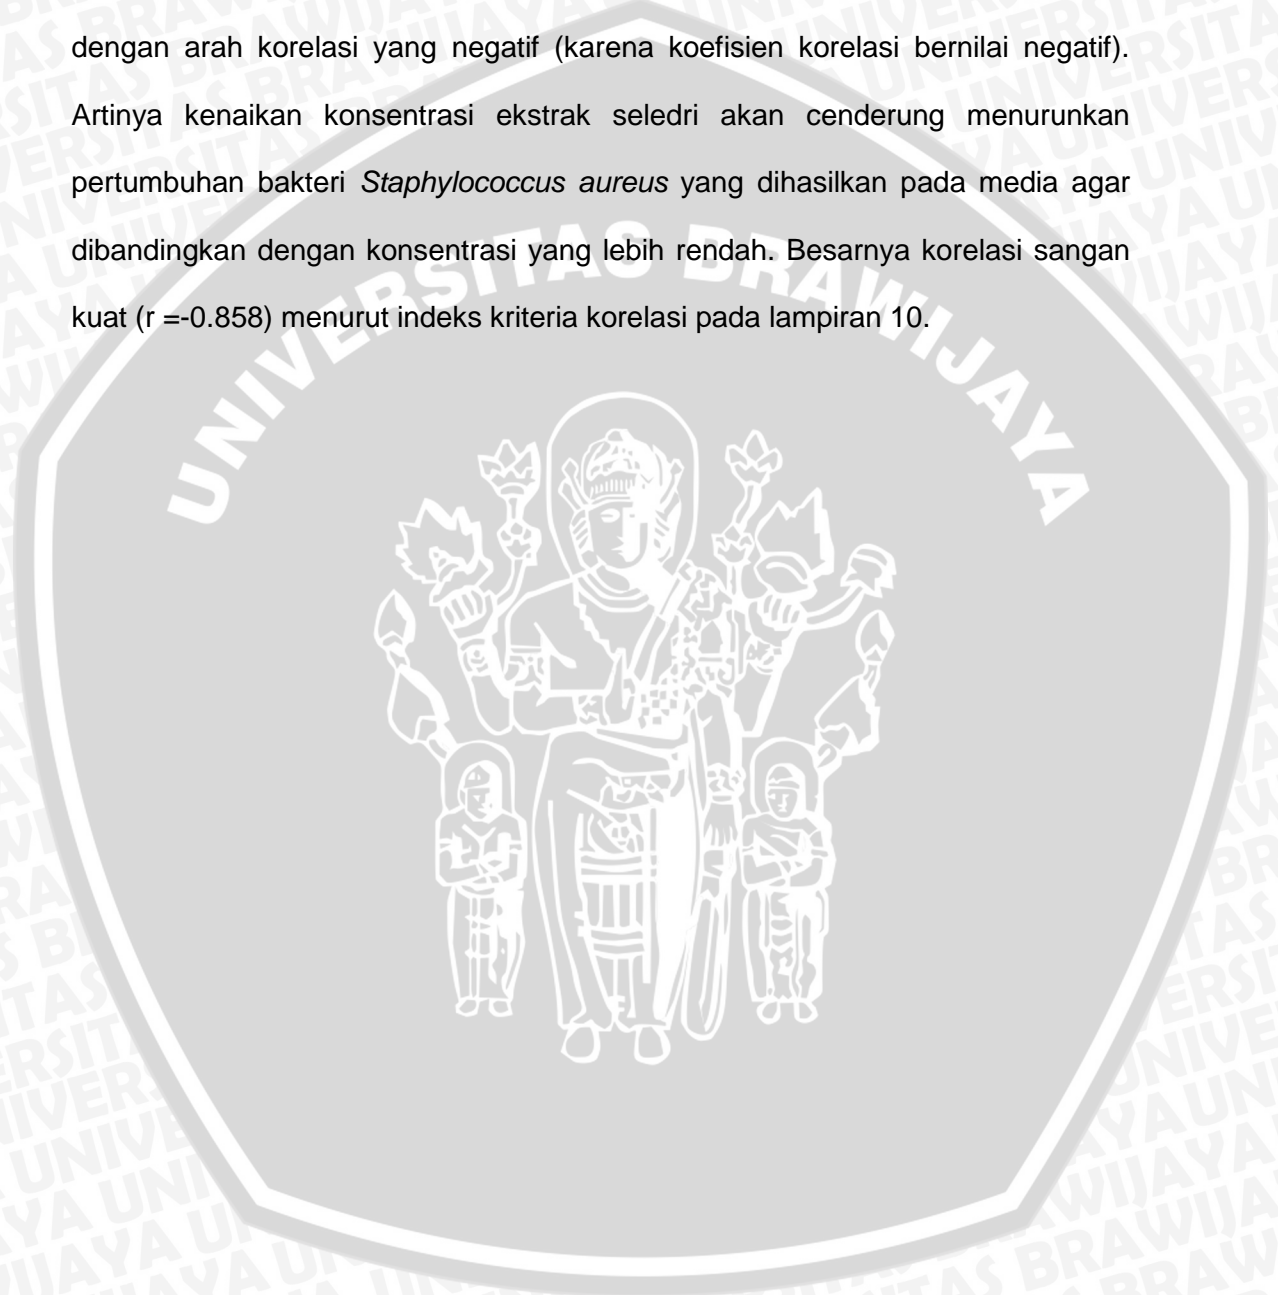 dengan arah korelasi yang negatif (karena koefisien korelasi bernilai negatif).
Artinya kenaikan konsentrasi ekstrak seledri akan cenderung menurunkan
pertumbuhan bakteri Staphylococcus aureus yang dihasilkan pada media agar
dibandingkan dengan konsentrasi yang lebih rendah. Besarnya korelasi sangan
kuat (r =-0.858) menurut indeks kriteria korelasi pada lampiran 10.
UNIVERSITAS BRAWIJAYA